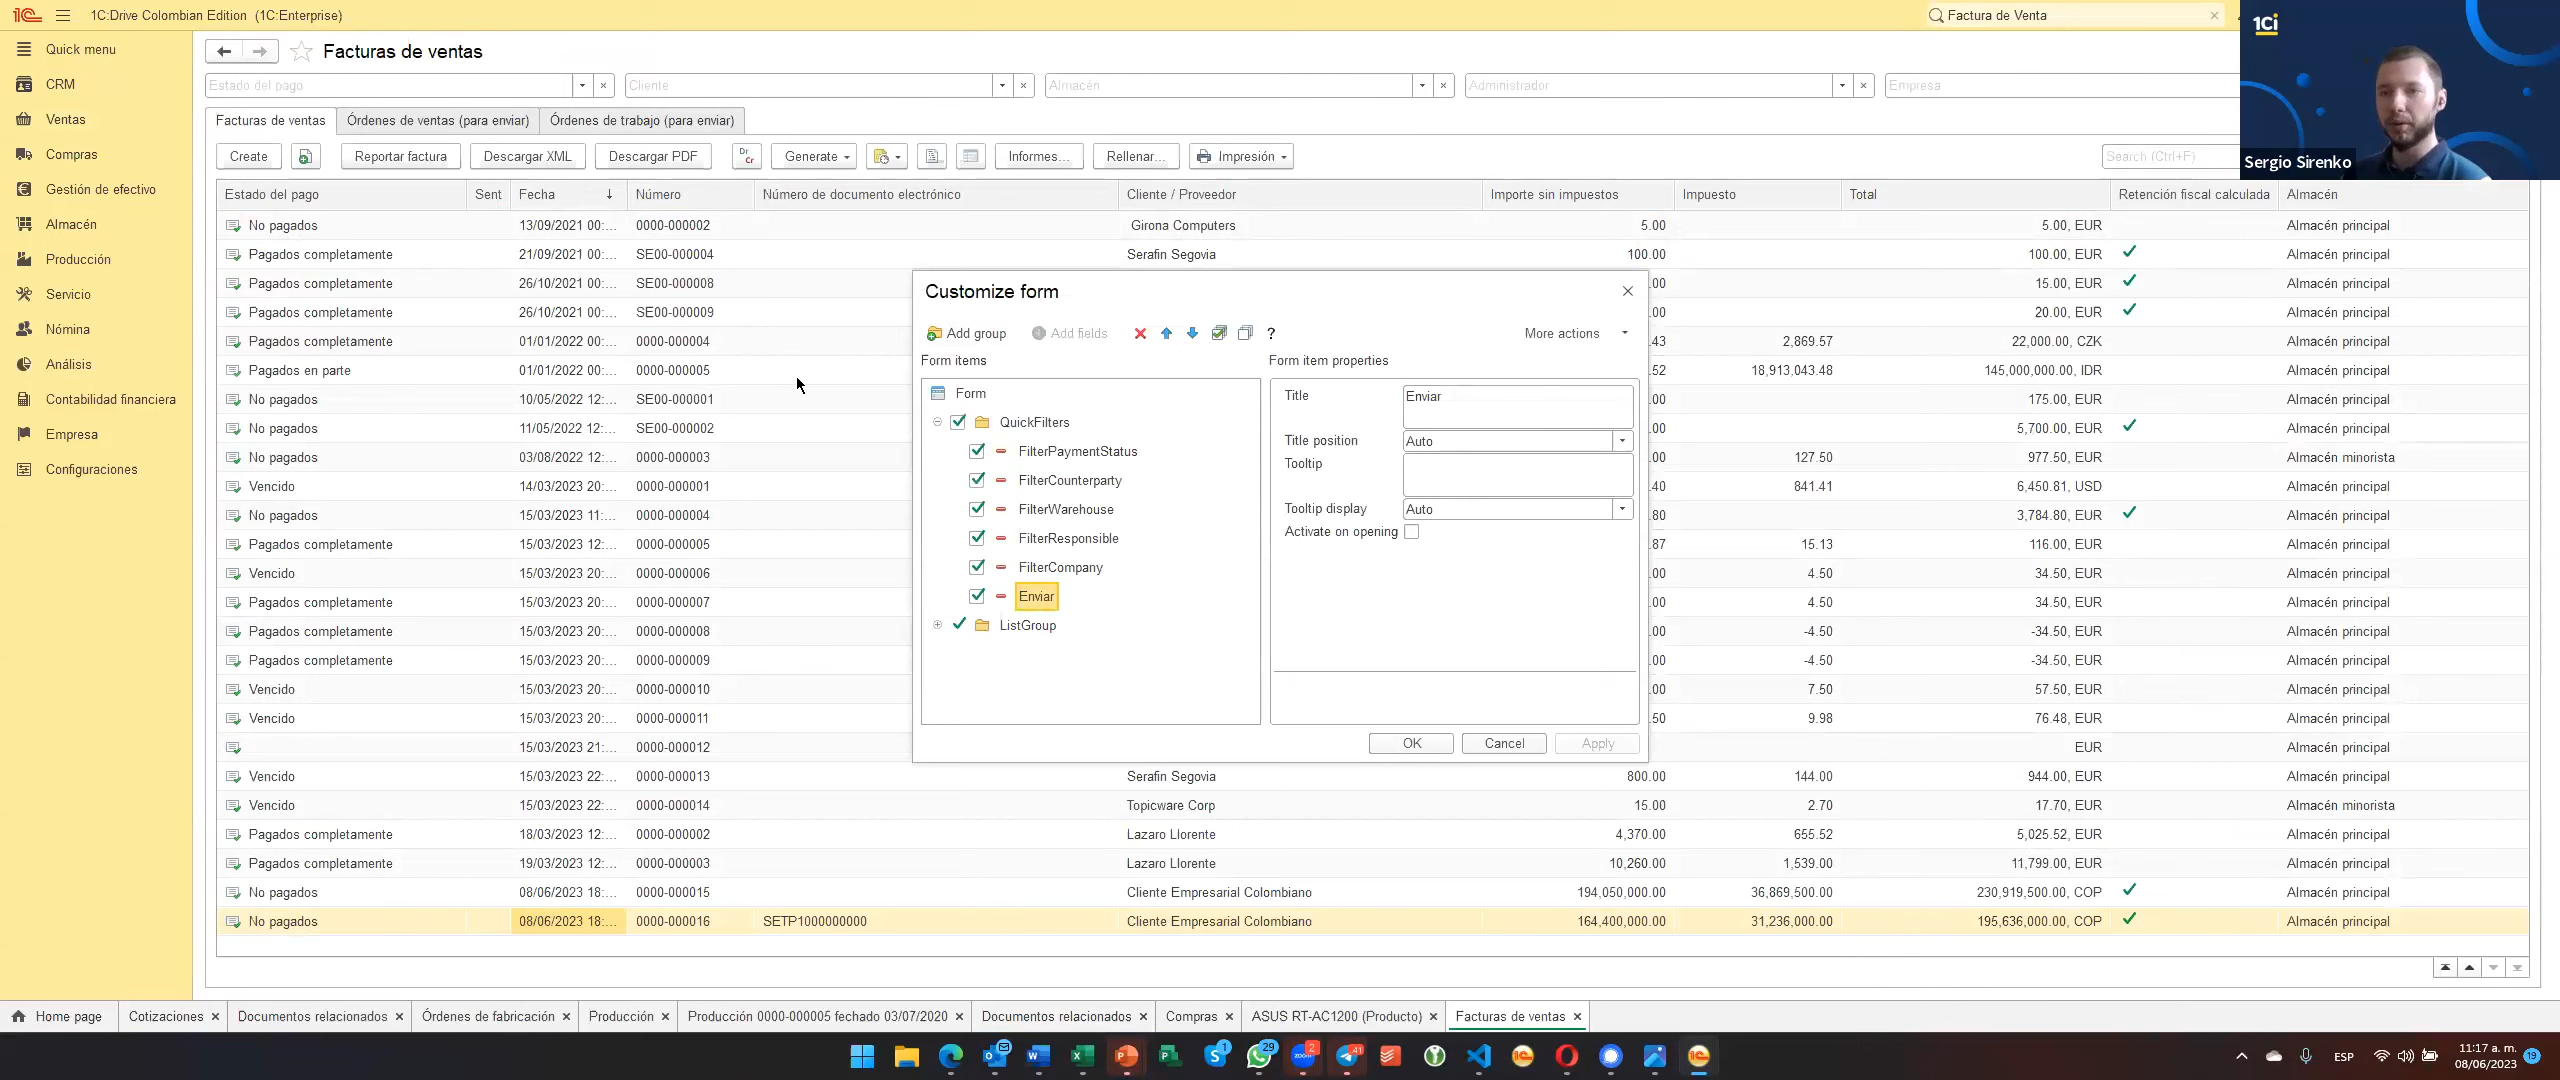 1C:Drive Colombian Edition (1C:Enterprise)
Factura de Venta
1Ci
Sergio Sirenko
Quick menu
CRM
Ventas
Compras
Gestión de efectivo
Almacén
Producción
Servicio
Nómina
Análisis
Contabilidad financiera
Empresa
Configuraciones
Facturas de ventas
Estado del pago
Cliente
Almacén
Administrador
Empresa
Facturas de ventas
Órdenes de ventas (para enviar)
Órdenes de trabajo (para enviar)
Create
Reportar factura
Descargar XML
Descargar PDF
Dr
Cr
Generate
Informes...
Rellenar...
Impresión
Search (Ctrl+F)
Estado del pago Sent Fecha Número Número de documento electrónico Cliente / Proveedor Importe sin impuestos Impuesto Total Retención fiscal calculada Almacén
No pagados 13/09/2021 00:... 0000-000002 Girona Computers 5.00 5.00, EUR Almacén principal
Pagados completamente 21/09/2021 00:... SE00-000004 Serafin Segovia 100.00 100.00, EUR Almacén principal
Pagados completamente 26/10/2021 00:... SE00-000008 .00 15.00, EUR Almacén principal
Pagados completamente 26/10/2021 00:... SE00-000009 .00 20.00, EUR Almacén principal
Pagados completamente 01/01/2022 00:... 0000-000004 .43 2,869.57 22,000.00, CZK Almacén principal
Pagados en parte 01/01/2022 00:... 0000-000005 .52 18,913,043.48 145,000,000.00, IDR Almacén principal
No pagados 10/05/2022 12:... SE00-000001 .00 175.00, EUR Almacén principal
No pagados 11/05/2022 12:... SE00-000002 .00 5,700.00, EUR Almacén principal
No pagados 03/08/2022 12:... 0000-000003 .00 127.50 977.50, EUR Almacén minorista
Vencido 14/03/2023 20:... 0000-000001 .40 841.41 6,450.81, USD Almacén principal
No pagados 15/03/2023 11:... 0000-000004 .80 3,784.80, EUR Almacén principal
Pagados completamente 15/03/2023 12:... 0000-000005 .87 15.13 116.00, EUR Almacén principal
Vencido 15/03/2023 20:... 0000-000006 .00 4.50 34.50, EUR Almacén principal
Pagados completamente 15/03/2023 20:... 0000-000007 .00 4.50 34.50, EUR Almacén principal
Pagados completamente 15/03/2023 20:... 0000-000008 .00 -4.50 -34.50, EUR Almacén principal
Pagados completamente 15/03/2023 20:... 0000-000009 .00 -4.50 -34.50, EUR Almacén principal
Vencido 15/03/2023 20:... 0000-000010 .00 7.50 57.50, EUR Almacén principal
Vencido 15/03/2023 20:... 0000-000011 .50 9.98 76.48, EUR Almacén principal
15/03/2023 21:... 0000-000012 EUR Almacén principal
Vencido 15/03/2023 22:... 0000-000013 Serafin Segovia 800.00 144.00 944.00, EUR Almacén principal
Vencido 15/03/2023 22:... 0000-000014 Topicware Corp 15.00 2.70 17.70, EUR Almacén minorista
Pagados completamente 18/03/2023 12:... 0000-000002 Lazaro Llorente 4,370.00 655.52 5,025.52, EUR Almacén principal
Pagados completamente 19/03/2023 12:... 0000-000003 Lazaro Llorente 10,260.00 1,539.00 11,799.00, EUR Almacén principal
No pagados 08/06/2023 18:... 0000-000015 Cliente Empresarial Colombiano 194,050,000.00 36,869,500.00 230,919,500.00, COP Almacén principal
No pagados 08/06/2023 18:... 0000-000016 SETP1000000000 Cliente Empresarial Colombiano 164,400,000.00 31,236,000.00 195,636,000.00, COP Almacén principal
Customize form
Add group
Add fields
?
More actions
Form items
Form
QuickFilters
FilterPaymentStatus
FilterCounterparty
FilterWarehouse
FilterResponsible
FilterCompany
Enviar
ListGroup
Form item properties
Title Enviar
Title position Auto
Tooltip
Tooltip display Auto
Activate on opening
OK
Cancel
Apply
Home page
Cotizaciones
Documentos relacionados
Órdenes de fabricación
Producción
Producción 0000-000005 fechado 03/07/2020
Documentos relacionados
Compras
ASUS RT-AC1200 (Producto)
Facturas de ventas
1
29
2
41
ESP
11:17 a. m.
08/06/2023
19